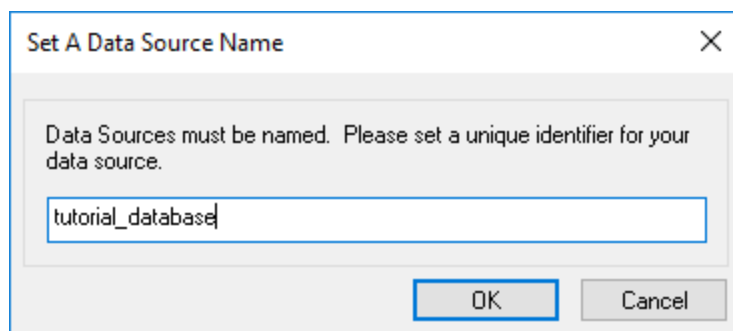 Set A Data Source Name
Data Sources must be named.  Please set a unique identifier for your
data source.
tutorial_database
OK
Cancel